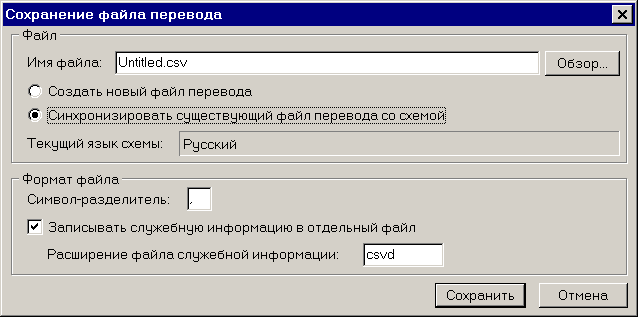 Сохранение файла перевода
Файл
Имя файла: Untitled.csv Обзор...
Создать новый файл перевода
Синхронизировать существующий файл перевода со схемой
Текущий язык схемы: Русский
Формат файла
Символ-разделитель: ,
Записывать служебную информацию в отдельный файл
Расширение файла служебной информации: csvd
Сохранить Отмена